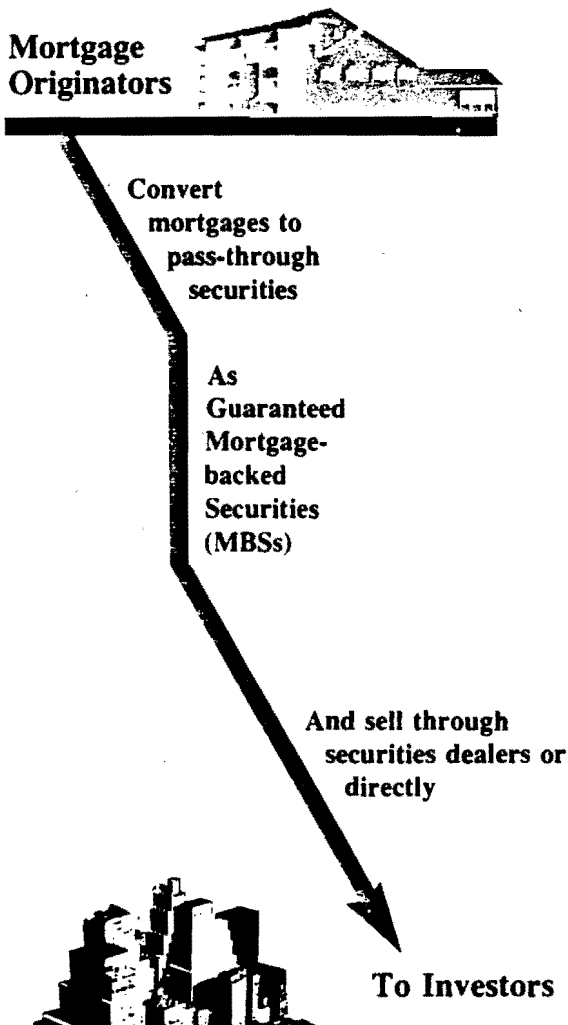 Mortgage
Originators
Convert
mortgages to
pass-through
securities
As
Guaranteed
Mortgage-
backed
Securities
(MBSs)
And sell through
securities dealers or
directly
To Investors